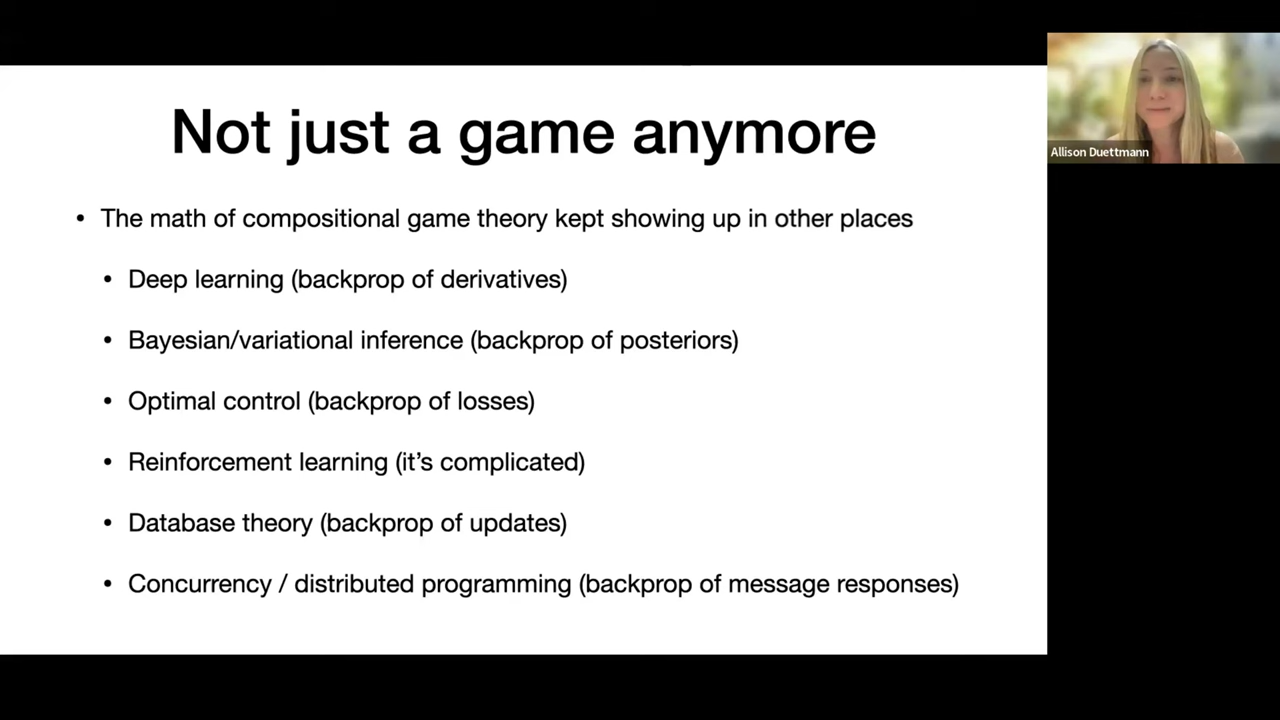 Not just a game anymore
• The math of compositional game theory kept showing up in other places
• Deep learning (backprop of derivatives)
• Bayesian/variational inference (backprop of posteriors)
• Optimal control (backprop of losses)
• Reinforcement learning (it's complicated)
• Database theory (backprop of updates)
• Concurrency / distributed programming (backprop of message responses)
Allison Duettmann